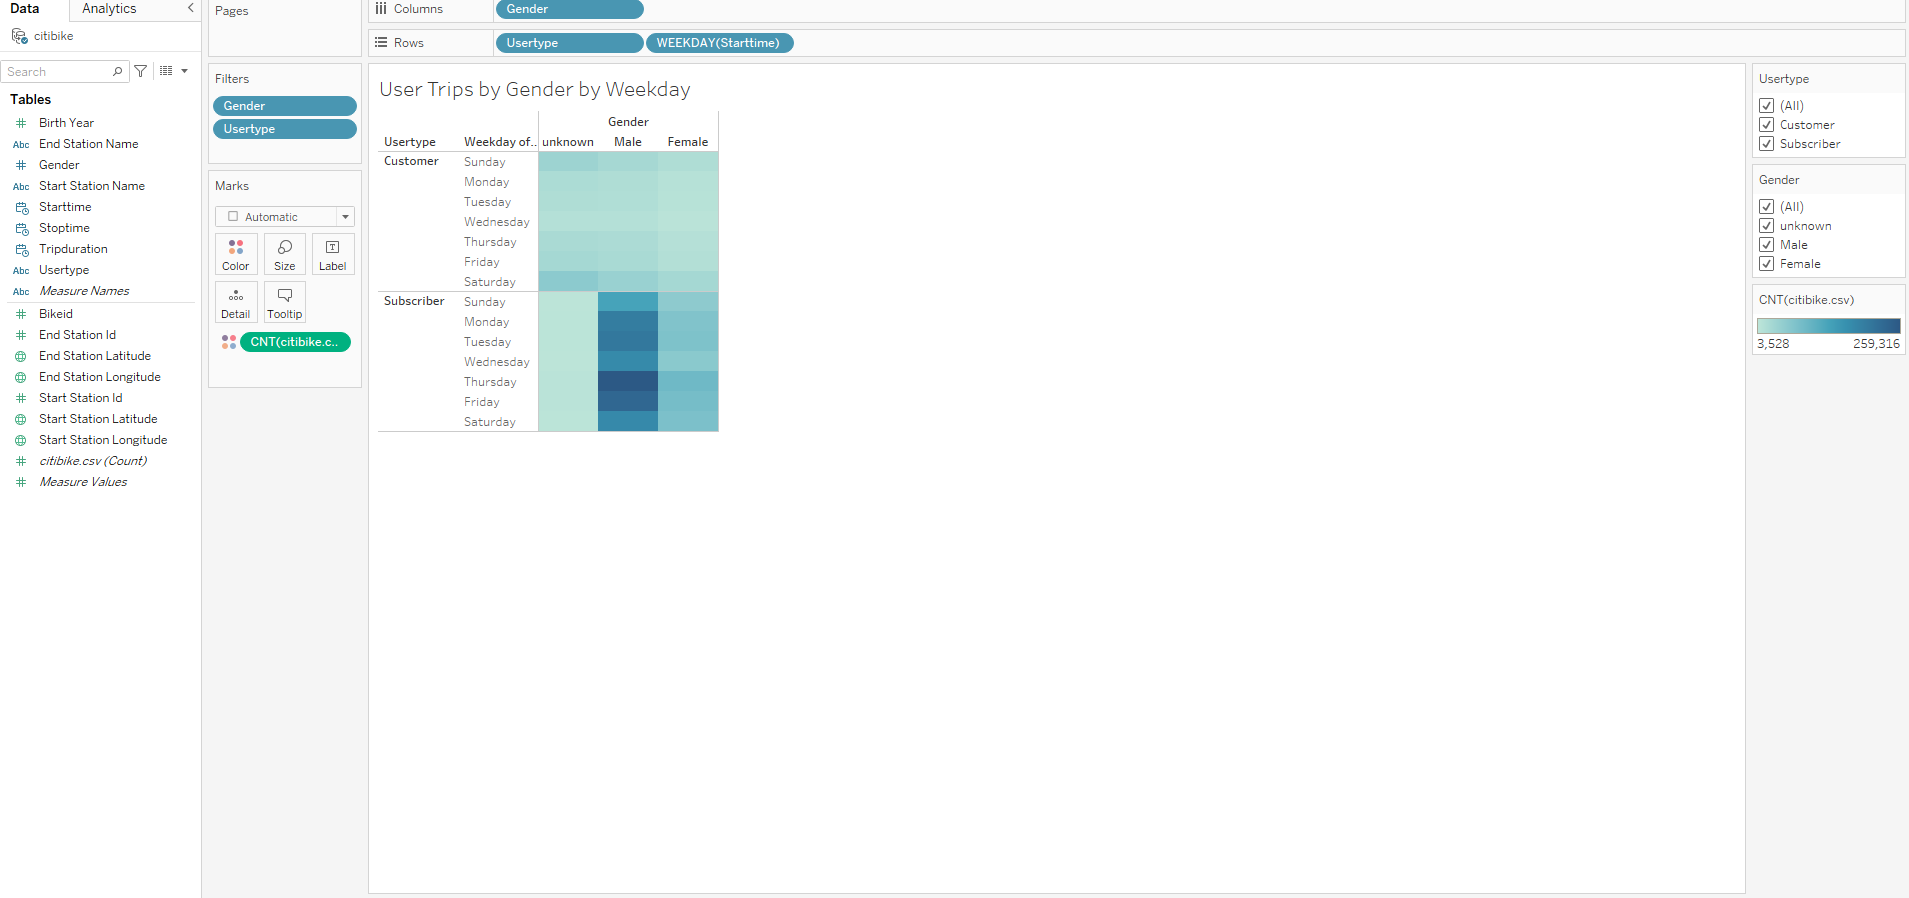 Data
Analytics
citibike
Search
Tables
Birth Year
Abc End Station Name
Gender
Abc Start Station Name
Starttime
Stoptime
Tripduration
Abc Usertype
Abc Measure Names
Bikeid
End Station Id
End Station Latitude
End Station Longitude
Start Station Id
Start Station Latitude
Start Station Longitude
citibike.csv (Count)
Measure Values
Pages
Filters
Gender
Usertype
Marks
Automatic
Color Size Label
Detail Tooltip
CNT(citibike.c..
Columns Gender
Rows Usertype WEEKDAY(Starttime)
User Trips by Gender by Weekday
Gender
Usertype Weekday of.. unknown Male Female
Customer Sunday
Monday
Tuesday
Wednesday
Thursday
Friday
Saturday
Subscriber Sunday
Monday
Tuesday
Wednesday
Thursday
Friday
Saturday
Usertype
(All)
Customer
Subscriber
Gender
(All)
unknown
Male
Female
CNT(citibike.csv)
3,528 259,316